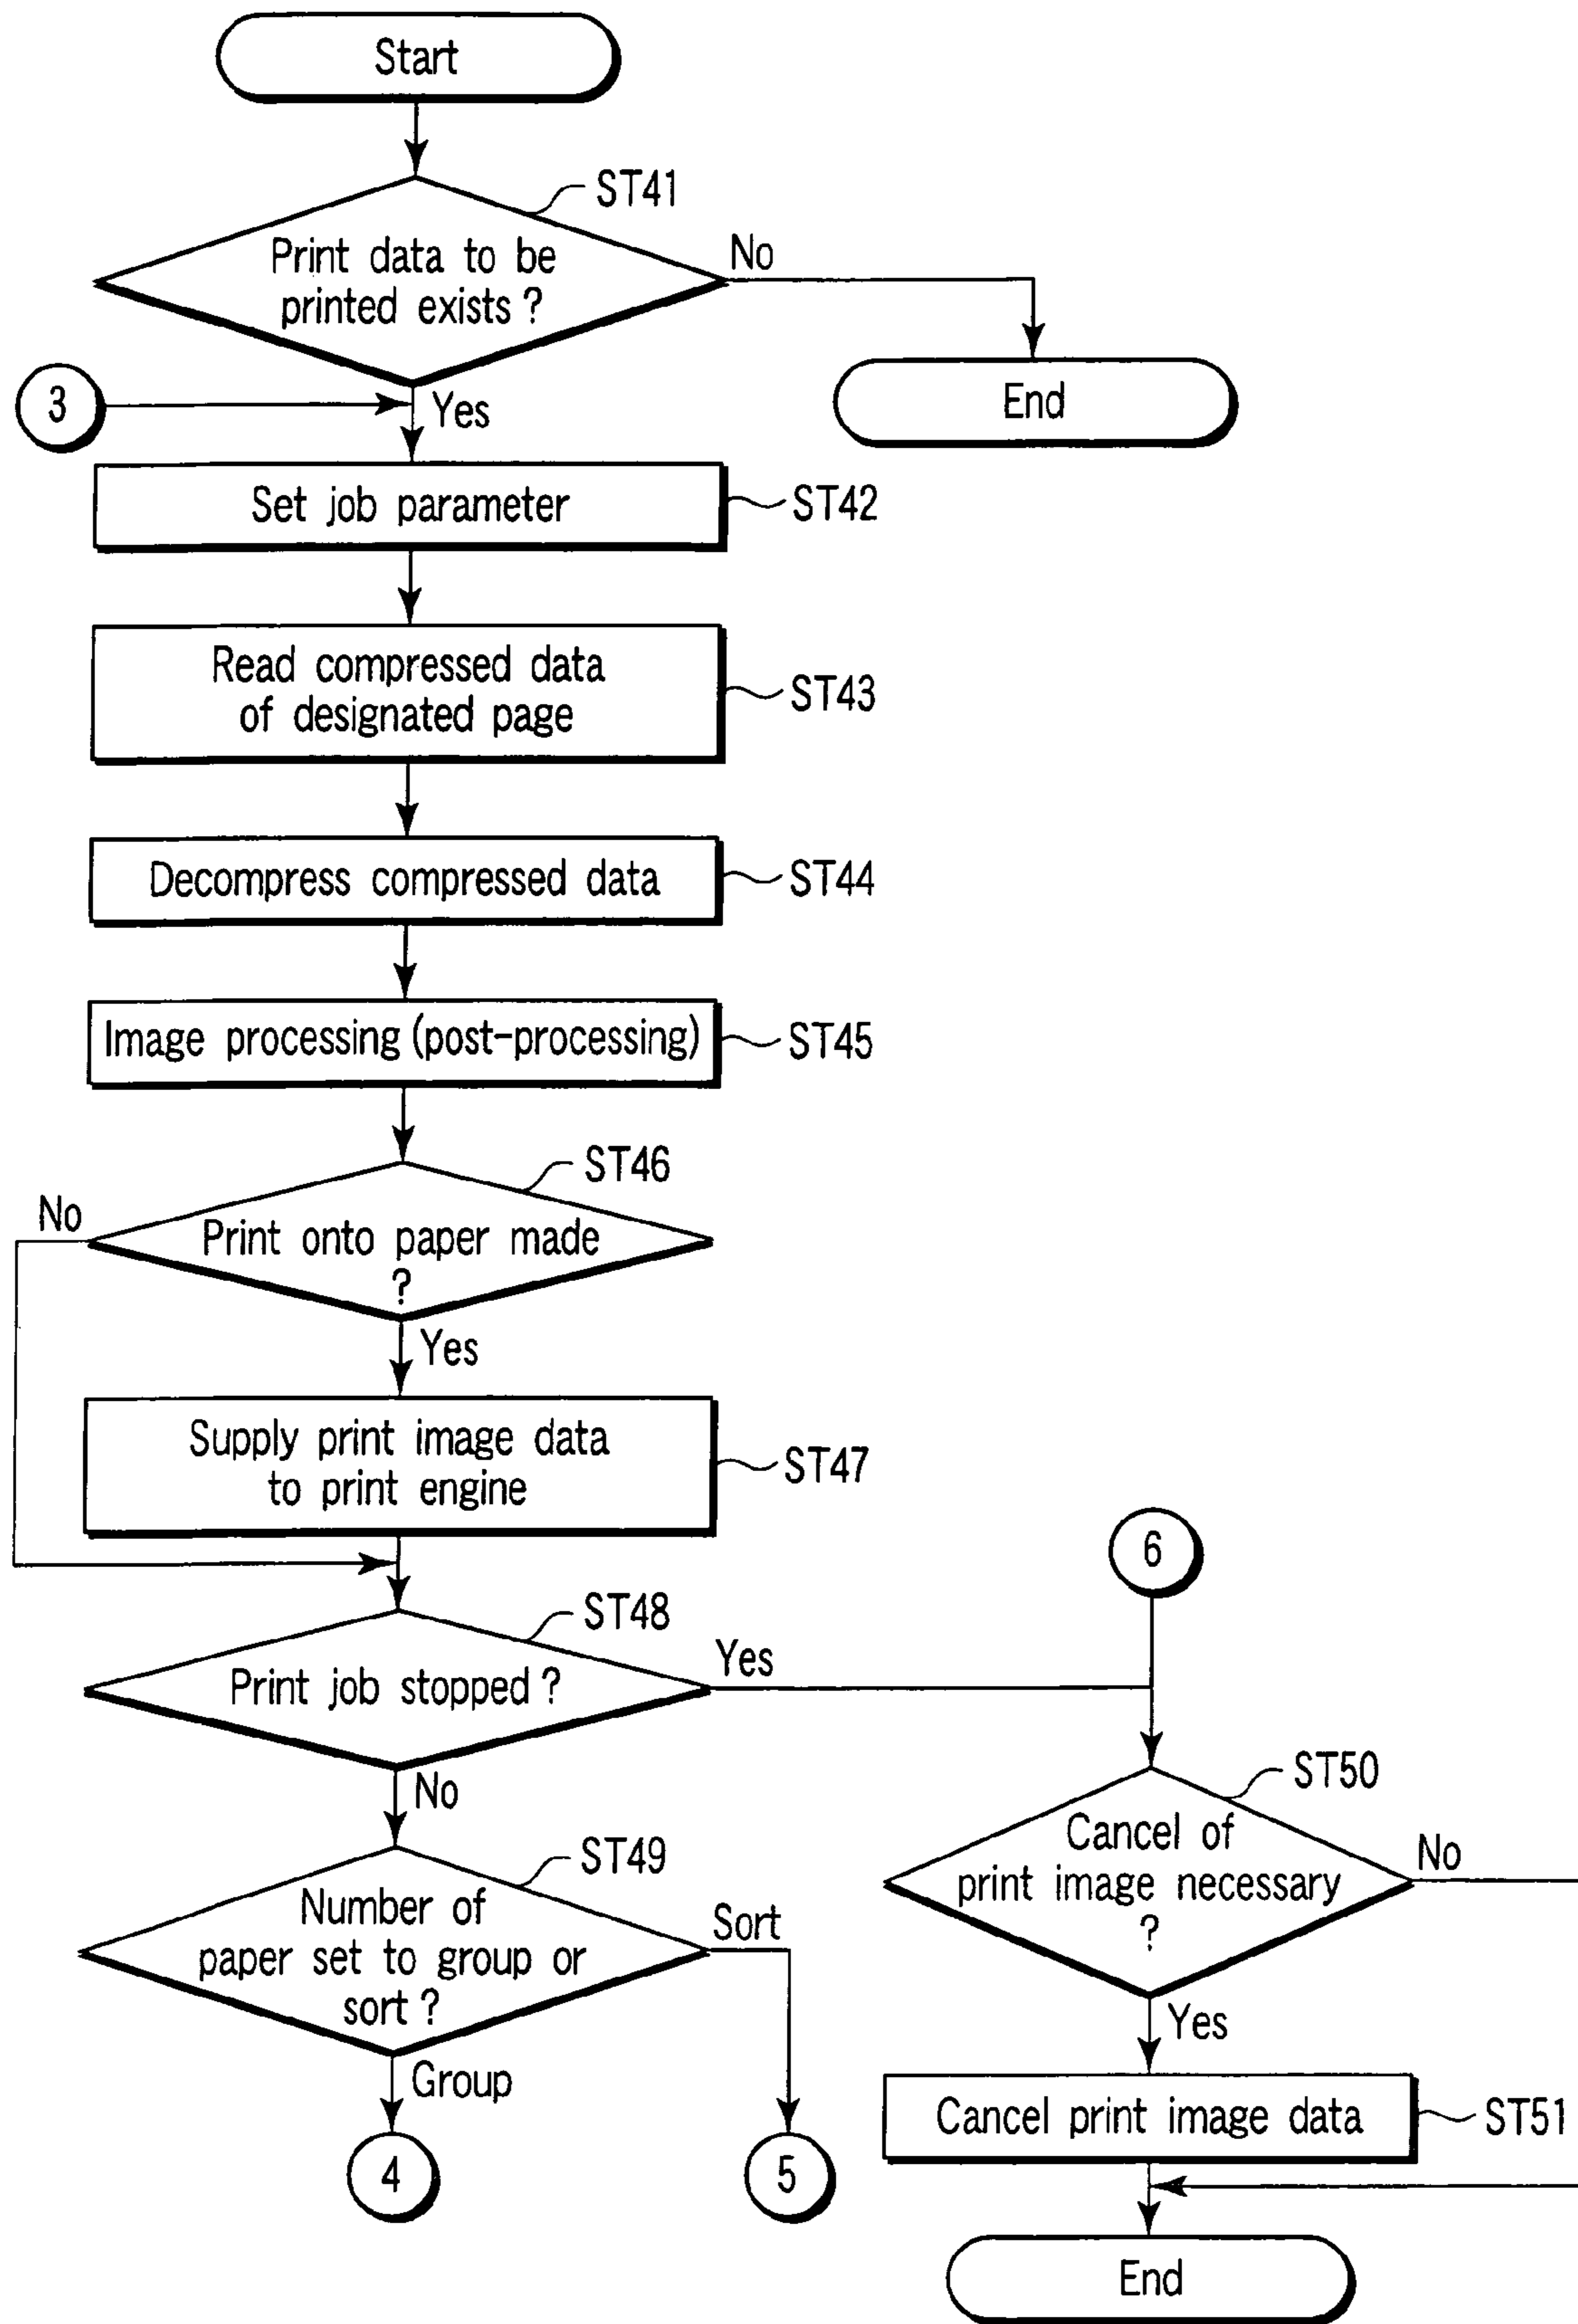 Start
ST41
Print data to be
printed exists ?
No
End
3
Yes
Set job parameter
ST42
Read compressed data
of designated page
ST43
Decompress compressed data
ST44
Image processing (post-processing)
ST45
ST46
No
Print onto paper made
?
Yes
Supply print image data
to print engine
ST47
6
ST48
Print job stopped ?
Yes
No
ST49
Number of
paper set to group or
sort ?
Sort
Group
4
5
ST50
Cancel of
print image necessary
?
No
Yes
Cancel print image data
ST51
End